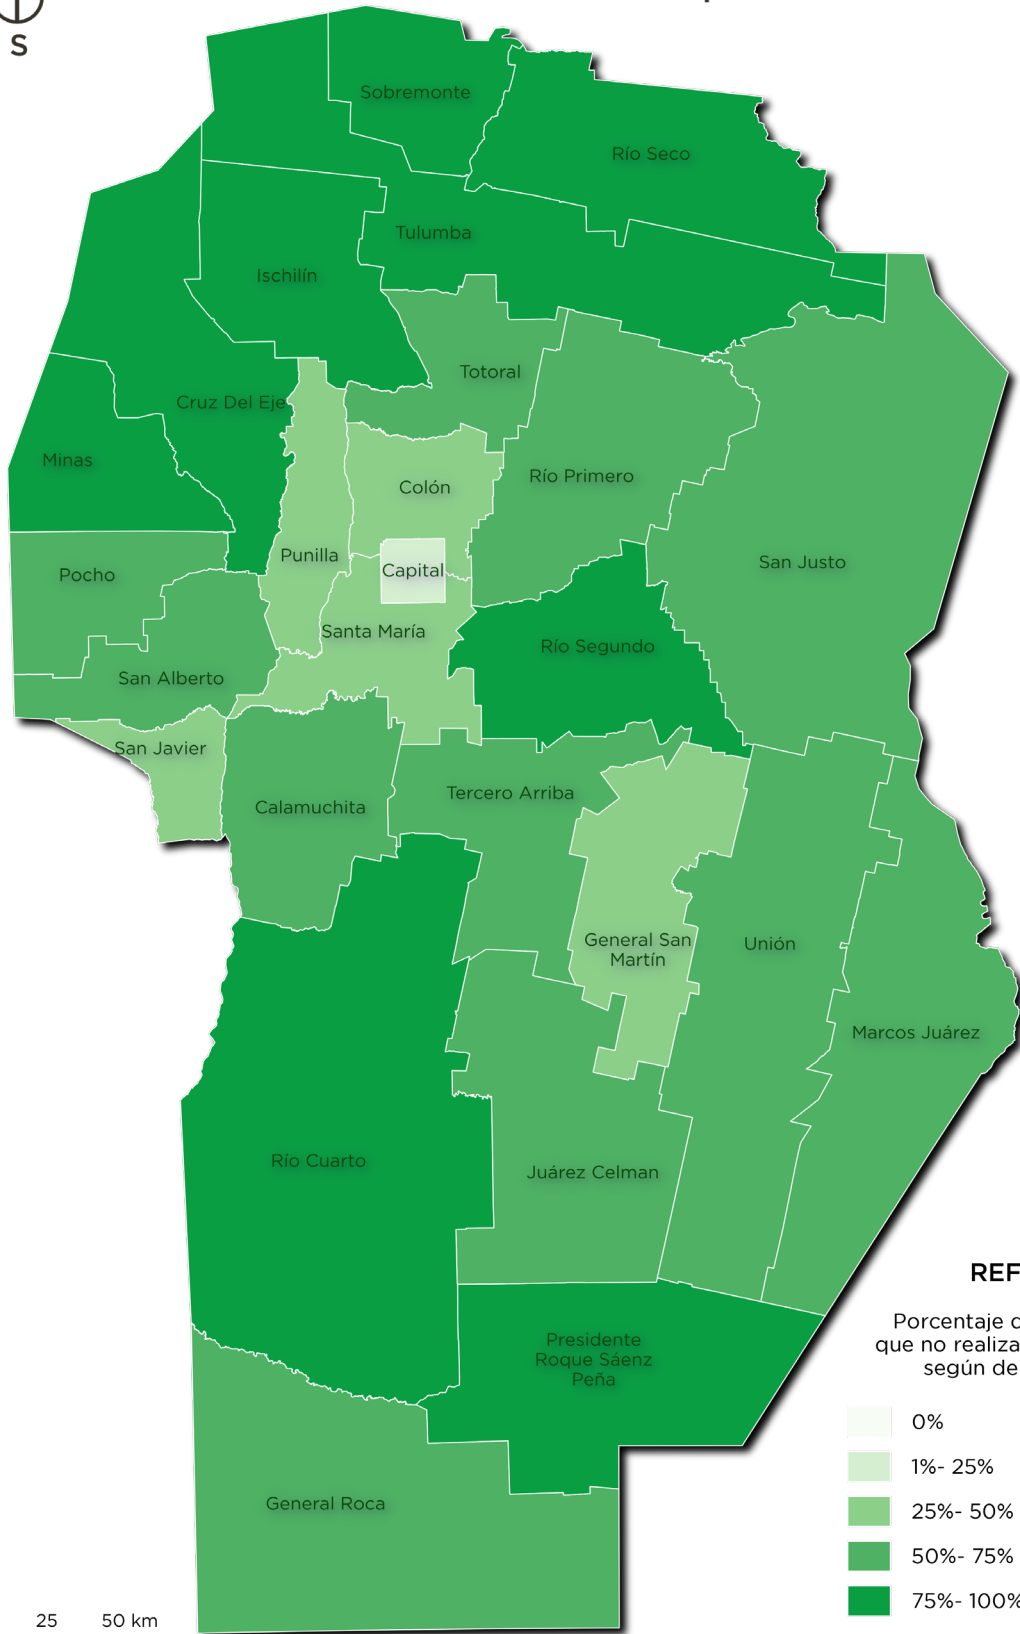 S
Sobremonte
Río Seco
Tulumba
Ischilín
Totoral
Cruz Del Eje
Minas
Río Primero
Colón
Punilla
San Justo
Capital
Pocho
Santa María
Río Segundo
San Alberto
San Javier
Tercero Arriba
Calamuchita
General San
Martín
Unión
Marcos Juárez
Río Cuarto
Juárez Celman
REF
Porcentaje
que no realiza
según de
Presidente
Roque Sáenz
Peña
0%
1%- 25%
General Roca
25%- 50%
50%- 75%
75%- 100%
25 50 km